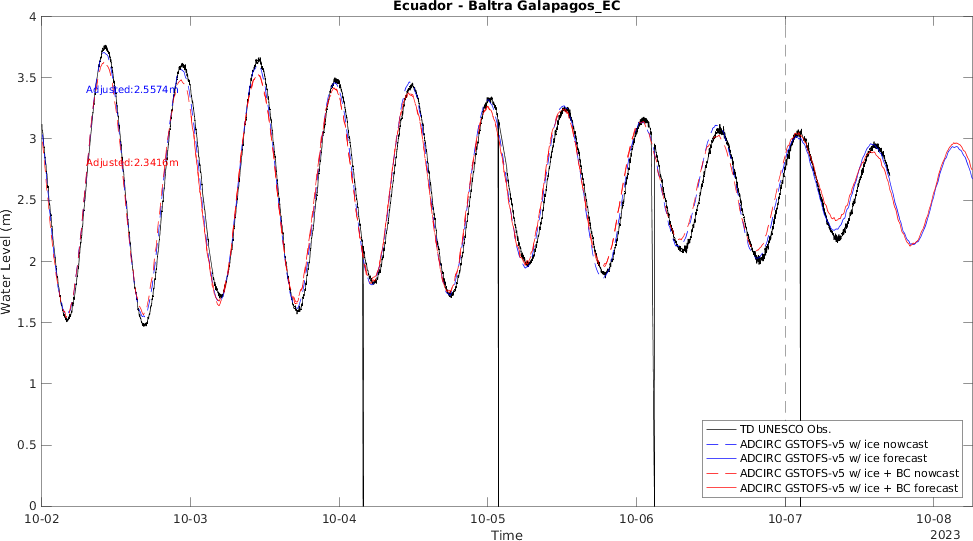 Ecuador - Baltra Galapagos_EC
4
3.5
3
2.5
2
1.5
1
0.5
0
Water Level (m)
Adjusted:2.5574m
Adjusted:2.3416m
TD UNESCO Obs.
ADCIRC GSTOFS-v5 w/ ice nowcast
ADCIRC GSTOFS-v5 w/ ice forecast
ADCIRC GSTOFS-v5 w/ ice + BC nowcast
ADCIRC GSTOFS-v5 w/ ice + BC forecast
10-02 10-03 10-04 10-05 10-06 10-07 10-08
Time
2023